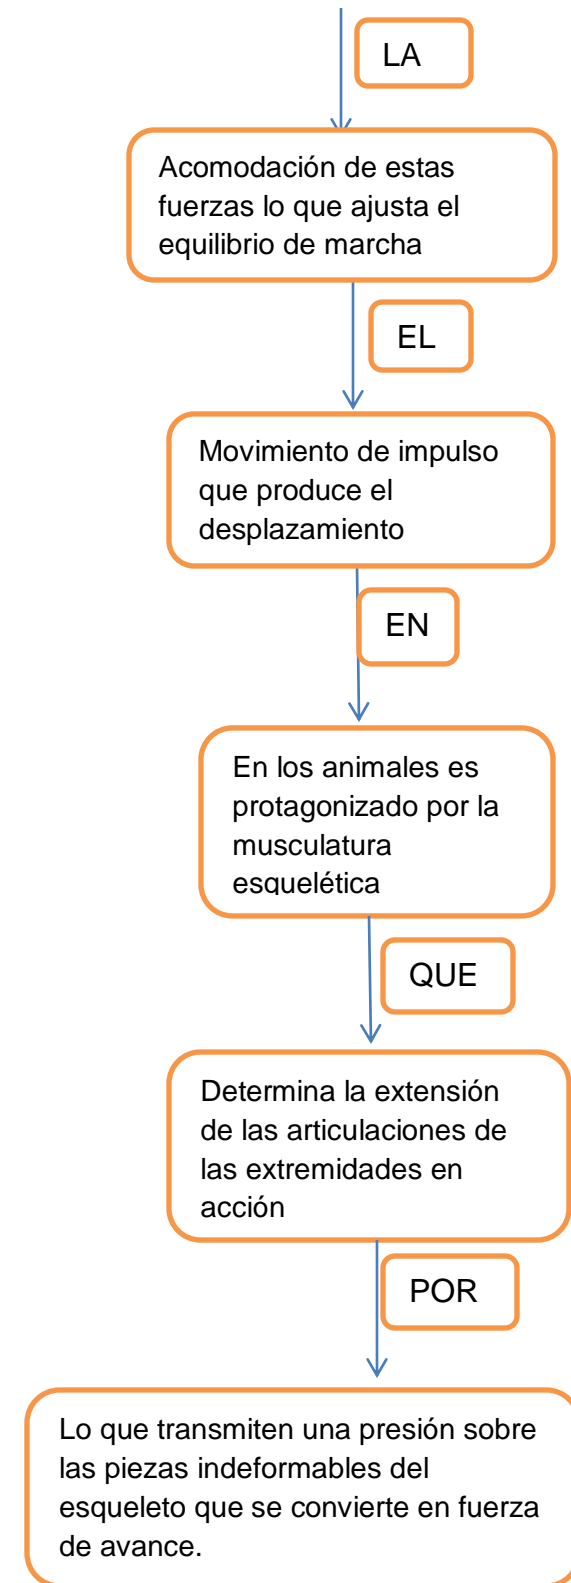 LA
Acomodación de estas
fuerzas lo que ajusta el
equilibrio de marcha
EL
Movimiento de impulso
que produce el
desplazamiento
EN
En los animales es
protagonizado por la
musculatura
esquelética
QUE
Determina la extensión
de las articulaciones de
las extremidades en
acción
POR
Lo que transmiten una presión sobre
las piezas indeformables del
esqueleto que se convierte en fuerza
de avance.